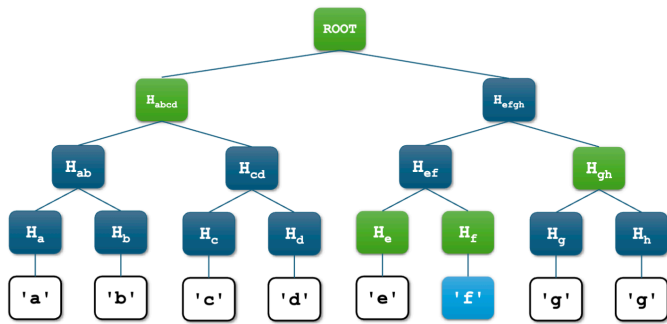 ROOT
Habcd Hefgh
Hab Hcd Hef Hgh
Ha Hb Hc Hd He Hf Hg Hh
'a' 'b' 'c' 'd' 'e' 'f' 'g' 'g'